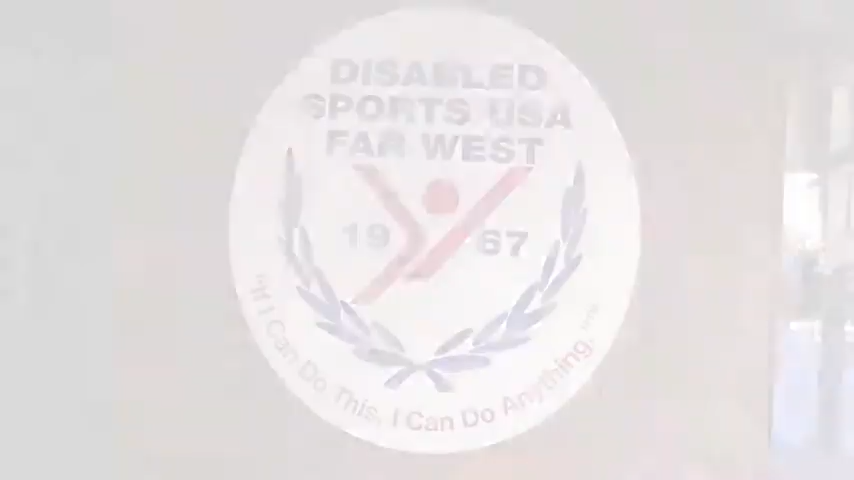 DISABLED
SPORTS USA
FAR WEST
19 67
"If I Can Do This, I Can Do Anything."